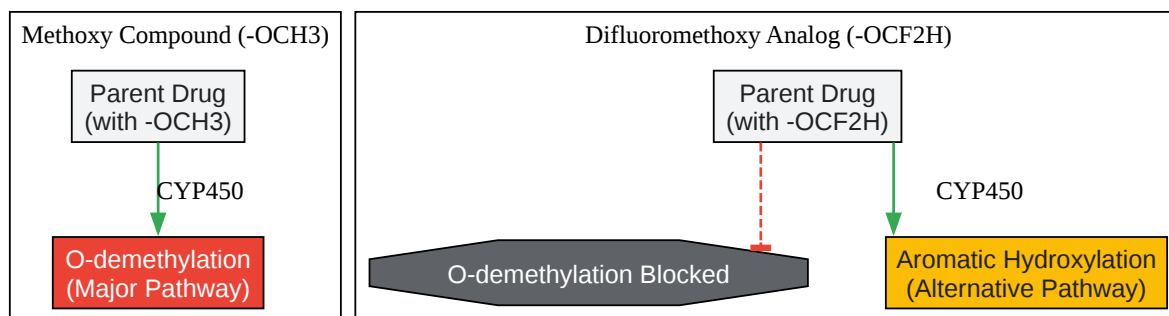 Methoxy Compound (-OCH3)
Parent Drug
(with -OCH3)
CYP450
O-demethylation
(Major Pathway)
Difluoromethoxy Analog (-OCF2H)
Parent Drug
(with -OCF2H)
CYP450
O-demethylation Blocked
Aromatic Hydroxylation
(Alternative Pathway)